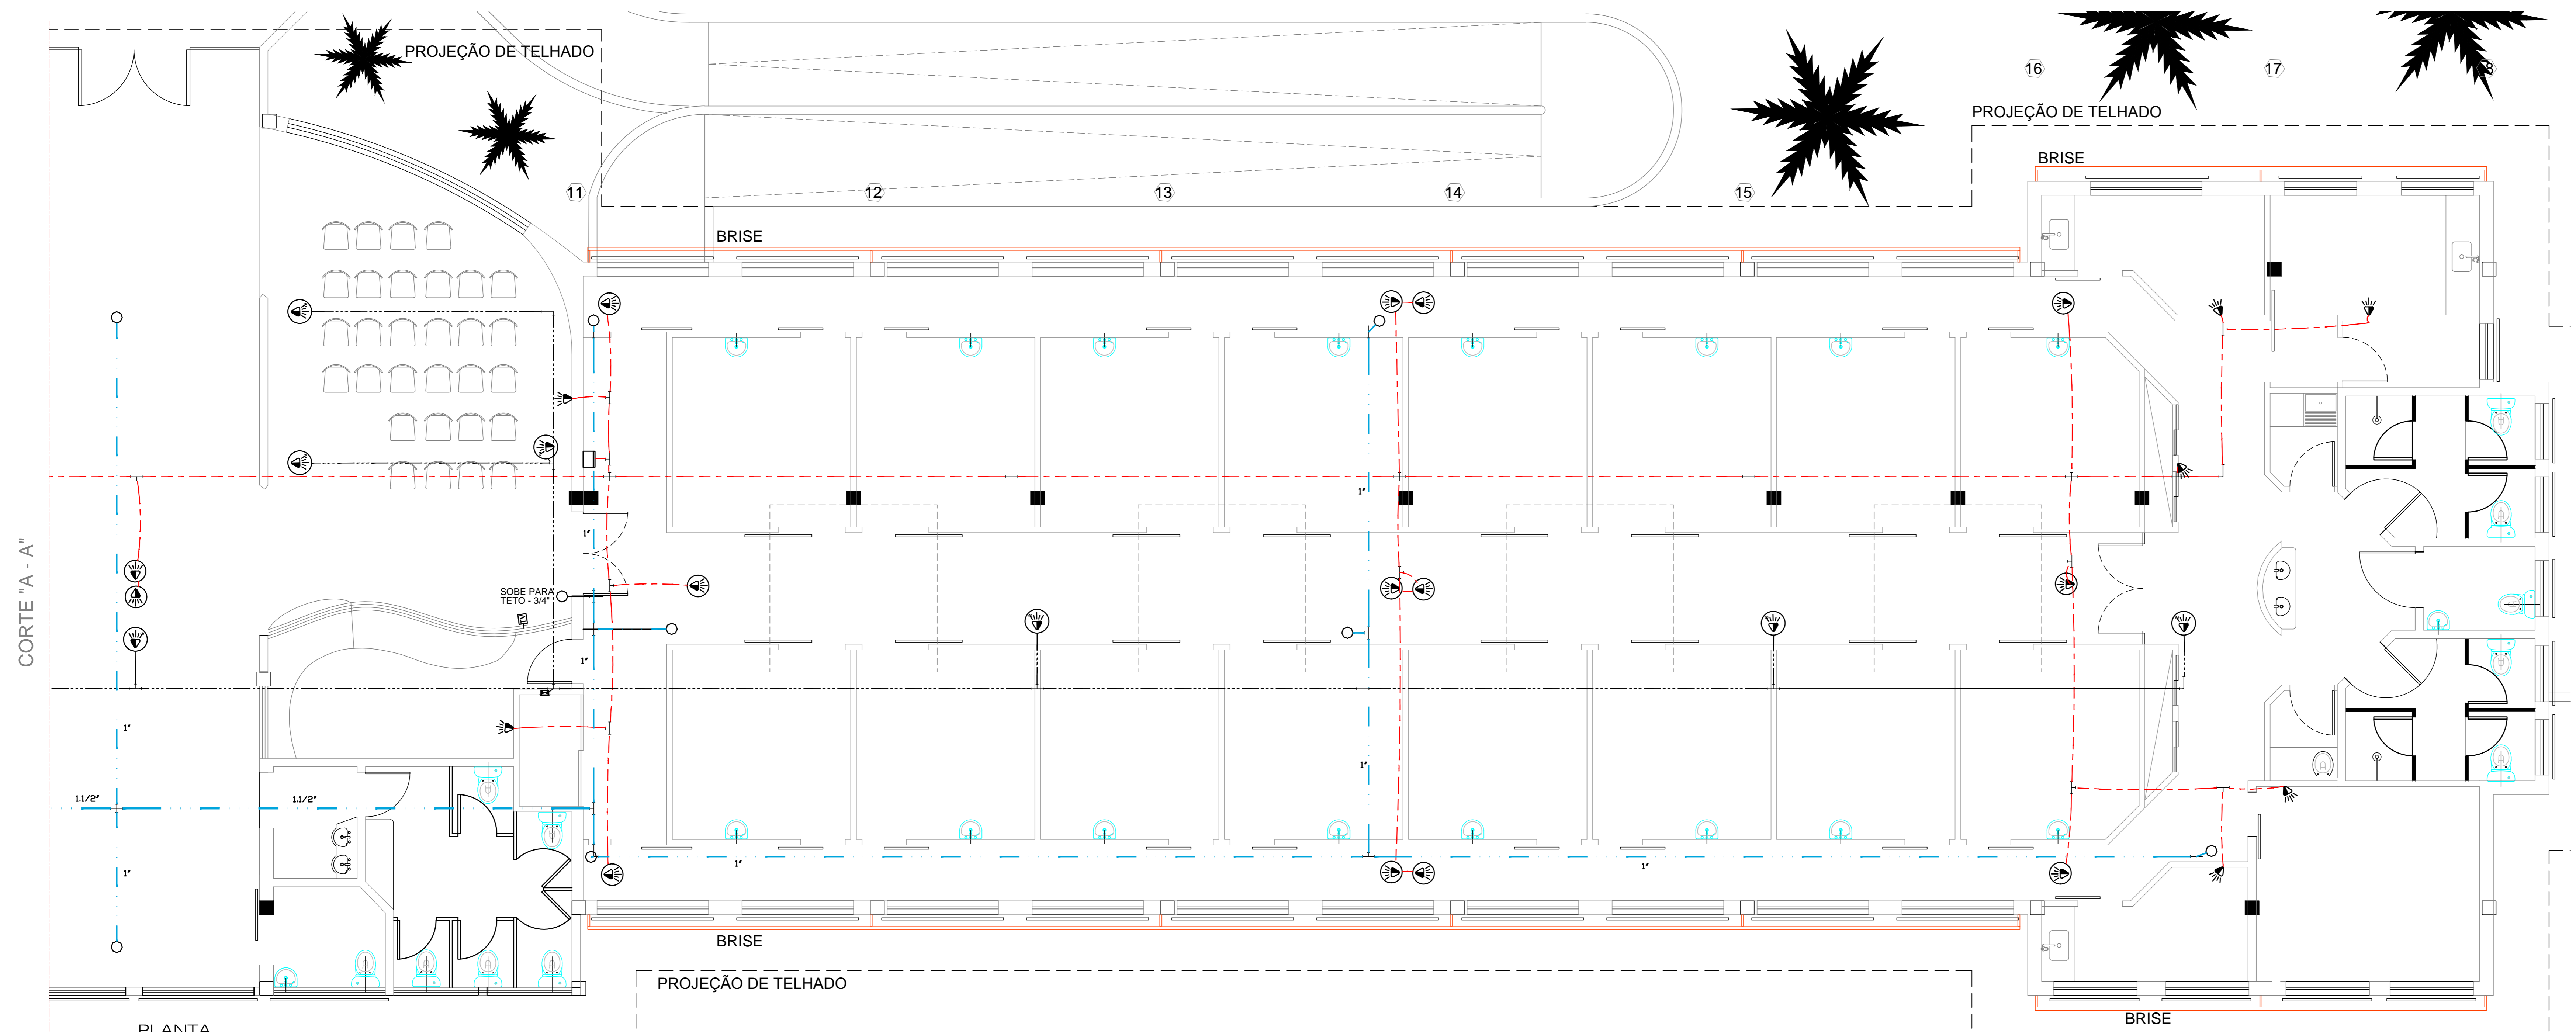 PROJEÇÃO DE TELHADO
16
17
PROJEÇÃO DE TELHADO
BRISE
11
12
13
14
15
BRISE
1"
1"
SOBE PARA
TETO - 3/4"
CORTE "A - A"
1"
1"
1"
1.1/2"
1.1/2"
1"
1"
1"
BRISE
PROJEÇÃO DE TELHADO
BRISE
PLANTA